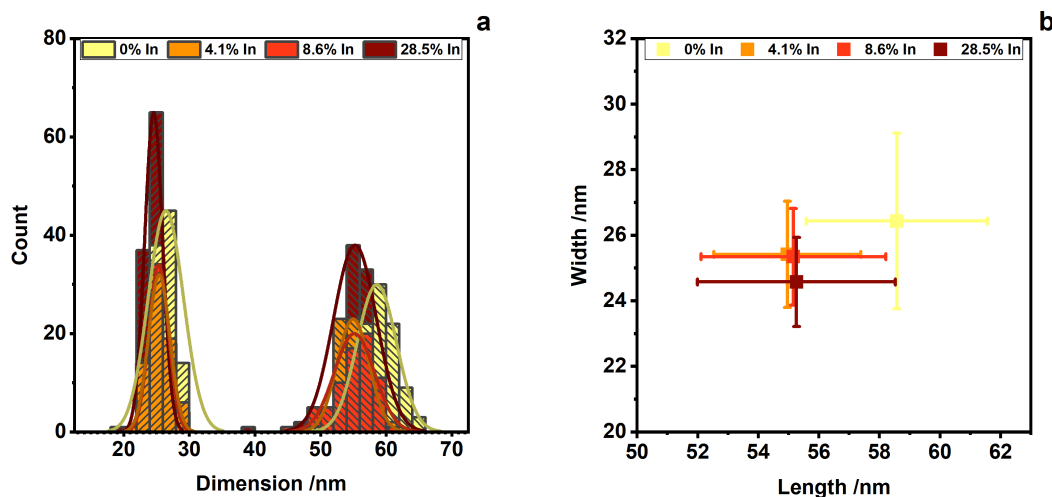 a
0% In 4.1% In 8.6% In 28.5% In
80
60
40
20
0
20 30 40 50 60 70
Count
Dimension /nm
b
0% In 4.1% In 8.6% In 28.5% In
32
30
28
26
24
22
20
50 52 54 56 58 60 62
Width /nm
Length /nm